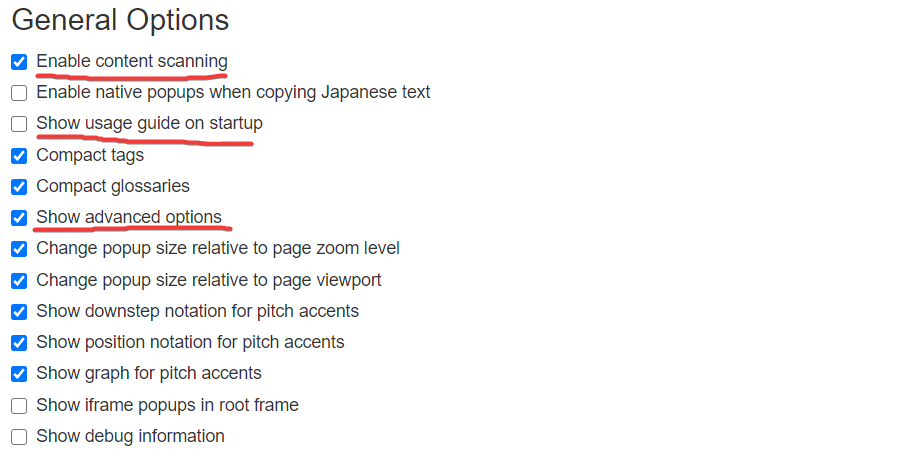 General Options
Enable content scanning
Enable native popups when copying Japanese text
Show usage guide on startup
Compact tags
Compact glossaries
Show advanced options
Change popup size relative to page zoom level
Change popup size relative to page viewport
Show downstep notation for pitch accents
Show position notation for pitch accents
Show graph for pitch accents
Show iframe popups in root frame
Show debug information